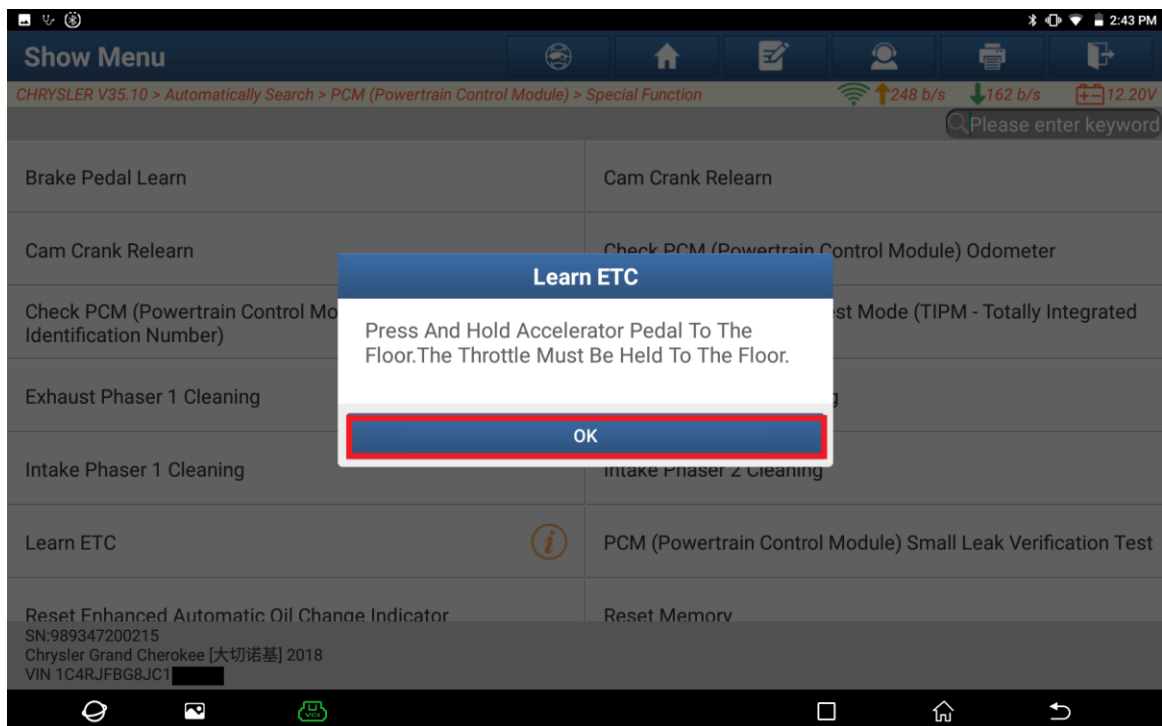 2:43 PM
Show Menu
CHRYSLER V35.10 > Automatically Search > PCM (Powertrain Control Module) > Special Function
248 b/s
162 b/s
12.20V
Please enter keyword
Brake Pedal Learn
Cam Crank Relearn
Cam Crank Relearn
Check PCM (Powertrain Control Module) Odometer
Check PCM (Powertrain Control Mo
Identification Number)
st Mode (TIPM - Totally Integrated
Learn ETC
Press And Hold Accelerator Pedal To The
Floor.The Throttle Must Be Held To The Floor.
OK
Exhaust Phaser 1 Cleaning
g
Intake Phaser 1 Cleaning
Intake Phaser 2 Cleaning
Learn ETC
PCM (Powertrain Control Module) Small Leak Verification Test
Reset Enhanced Automatic Oil Change Indicator
Reset Memory
SN:989347200215
Chrysler Grand Cherokee [大切诺基] 2018
VIN 1C4RJFBG8JC1
VCI